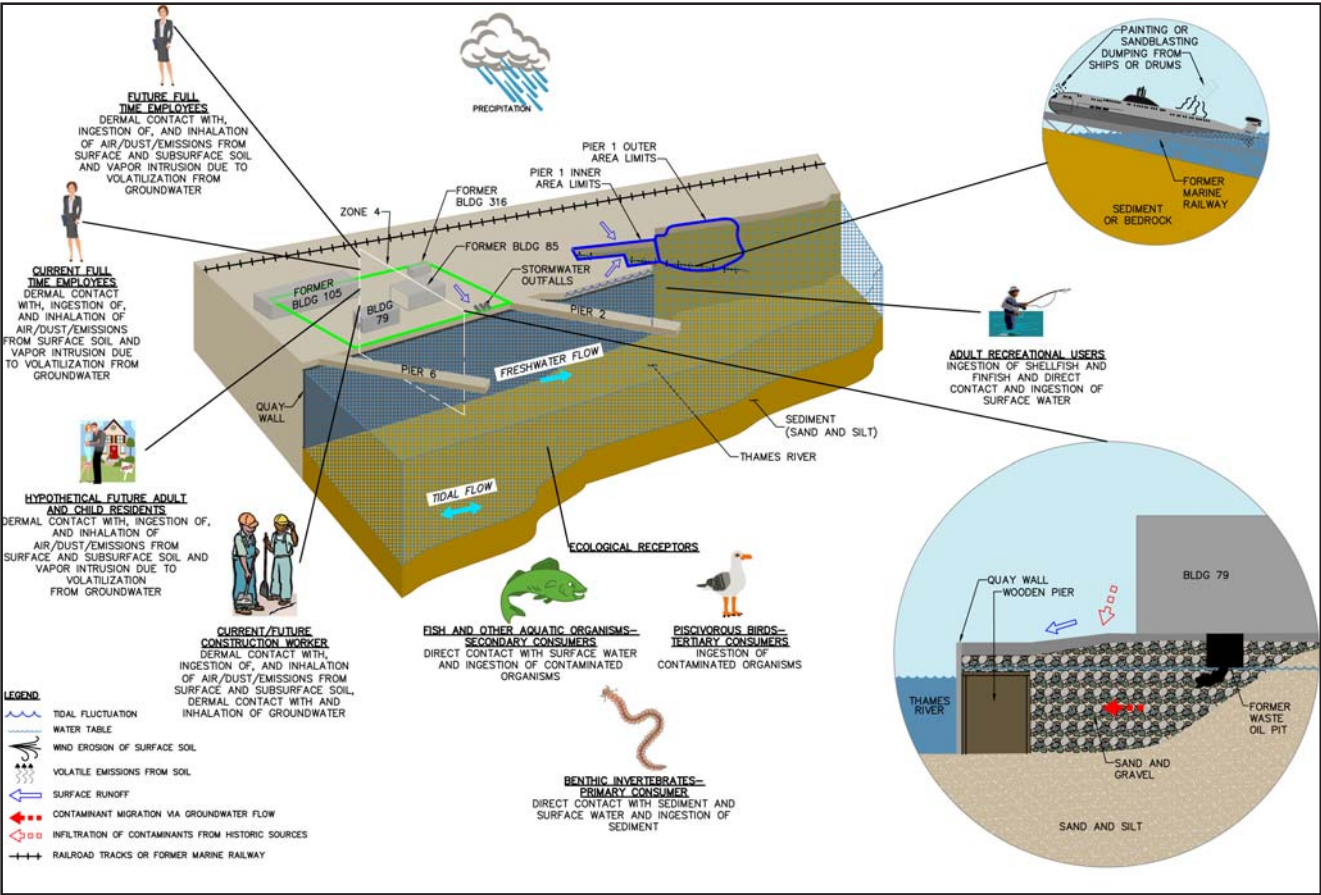 FUTURE FULL
TIME EMPLOYEES
DERMAL CONTACT WITH,
INGESTION OF, AND INHALATION
OF AIR/DUST/EMISSIONS FROM
SURFACE AND SUBSURFACE SOIL
AND VAPOR INTRUSION DUE TO
VOLATILIZATION FROM
GROUNDWATER
CURRENT FULL
TIME EMPLOYEES
DERMAL CONTACT
WITH, INGESTION OF,
AND INHALATION OF
AIR/DUST/EMISSIONS
FROM SURFACE SOIL AND
VAPOR INTRUSION DUE
TO VOLATILIZATION FROM
GROUNDWATER
HYPOTHETICAL FUTURE ADULT
AND CHILD RESIDENTS
DERMAL CONTACT WITH, INGESTION OF,
AND INHALATION OF
AIR/DUST/EMISSIONS FROM
SURFACE AND SUBSURFACE SOIL AND
VAPOR INTRUSION DUE TO
VOLATILIZATION
FROM GROUNDWATER
CURRENT/FUTURE
CONSTRUCTION WORKER
DERMAL CONTACT WITH,
INGESTION OF, AND INHALATION
OF AIR/DUST/EMISSIONS FROM
SURFACE AND SUBSURFACE SOIL,
DERMAL CONTACT WITH AND
INHALATION OF GROUNDWATER
PRECIPITATION
PIER 1 OUTER
AREA LIMITS
PIER 1 INNER
AREA LIMITS
FORMER
BLDG 316
ZONE 4
FORMER BLDG 85
STORMWATER
OUTFALLS
FORMER
BLDG 105
BLDG
79
PIER 2
PIER 6
FRESHWATER FLOW
QUAY
WALL
SEDIMENT
(SAND AND SILT)
THAMES RIVER
TIDAL FLOW
PAINTING OR
SANDBLASTING
DUMPING FROM
SHIPS OR DRUMS
FORMER
MARINE
RAILWAY
SEDIMENT
OR BEDROCK
ADULT RECREATIONAL USERS
INGESTION OF SHELLFISH AND
FINFISH AND DIRECT
CONTACT AND INGESTION OF
SURFACE WATER
ECOLOGICAL RECEPTORS
FISH AND OTHER AQUATIC ORGANISMS–
SECONDARY CONSUMERS
DIRECT CONTACT WITH SURFACE WATER
AND INGESTION OF CONTAMINATED
ORGANISMS
PISCIVOROUS BIRDS–
TERTIARY CONSUMERS
INGESTION OF
CONTAMINATED ORGANISMS
BENTHIC INVERTEBRATES–
PRIMARY CONSUMER
DIRECT CONTACT WITH SEDIMENT AND
SURFACE WATER AND INGESTION OF
SEDIMENT
QUAY WALL
WOODEN PIER
BLDG 79
THAMES
RIVER
FORMER
WASTE
OIL PIT
SAND AND
GRAVEL
SAND AND SILT
LEGEND
TIDAL FLUCTUATION
WATER TABLE
WIND EROSION OF SURFACE SOIL
VOLATILE EMISSIONS FROM SOIL
SURFACE RUNOFF
CONTAMINANT MIGRATION VIA GROUNDWATER FLOW
INFILTRATION OF CONTAMINANTS FROM HISTORIC SOURCES
RAILROAD TRACKS OR FORMER MARINE RAILWAY